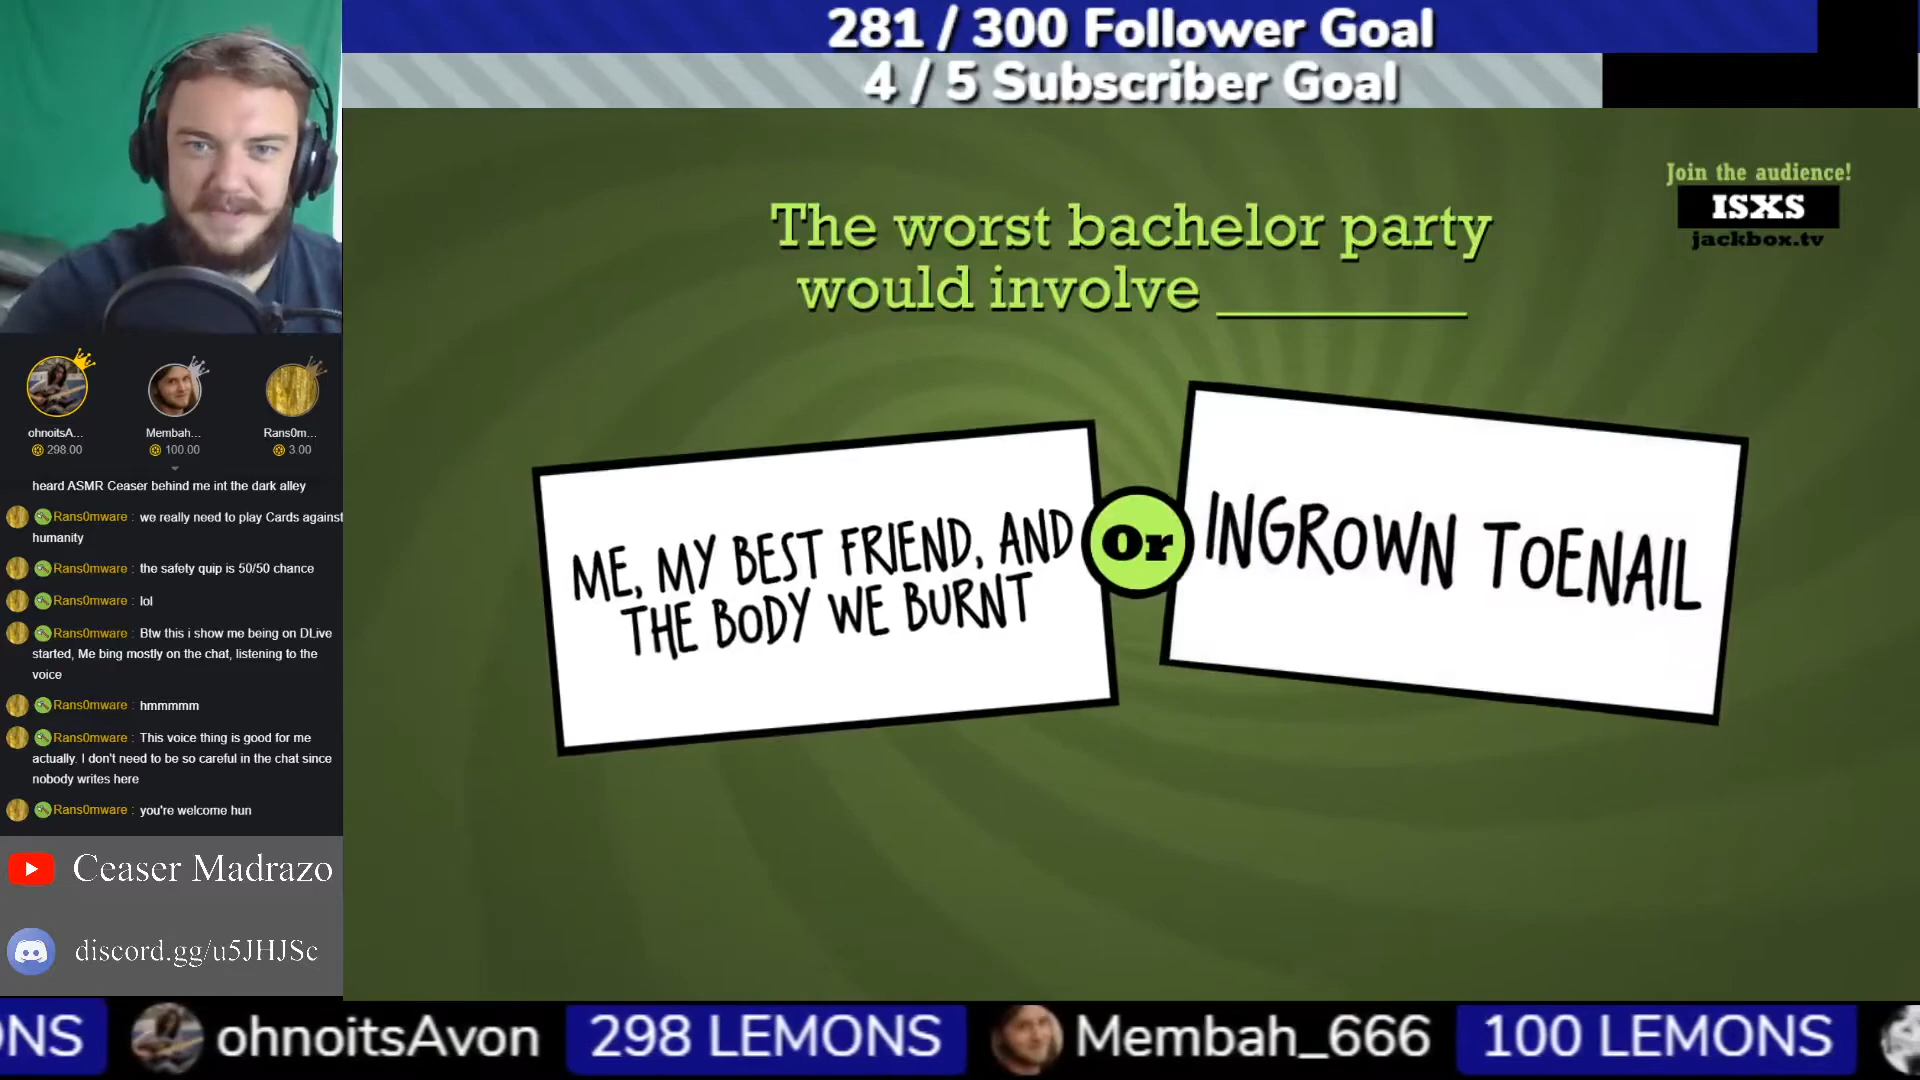 281 / 300 Follower Goal
4 / 5 Subscriber Goal
Join the audience!
ISXS
jackbox.tv
The worst bachelor party
would involve __________
ME, MY BEST FRIEND, AND
THE BODY WE BURNT
Or
INGROWN TOENAIL
ohnoitsA...
298.00
Membah...
100.00
Rans0m...
3.00
heard ASMR Ceaser behind me int the dark alley
Rans0mware : we really need to play Cards against
humanity
Rans0mware : the safety quip is 50/50 chance
Rans0mware : lol
Rans0mware : Btw this i show me being on DLive
started, Me bing mostly on the chat, listening to the
voice
Rans0mware : hmmmmm
Rans0mware : This voice thing is good for me
actually. I don't need to be so careful in the chat since
nobody writes here
Rans0mware : you're welcome hun
Ceaser Madrazo
discord.gg/u5JHJSc
ONS ohnoitsAvon 298 LEMONS Membah_666 100 LEMONS